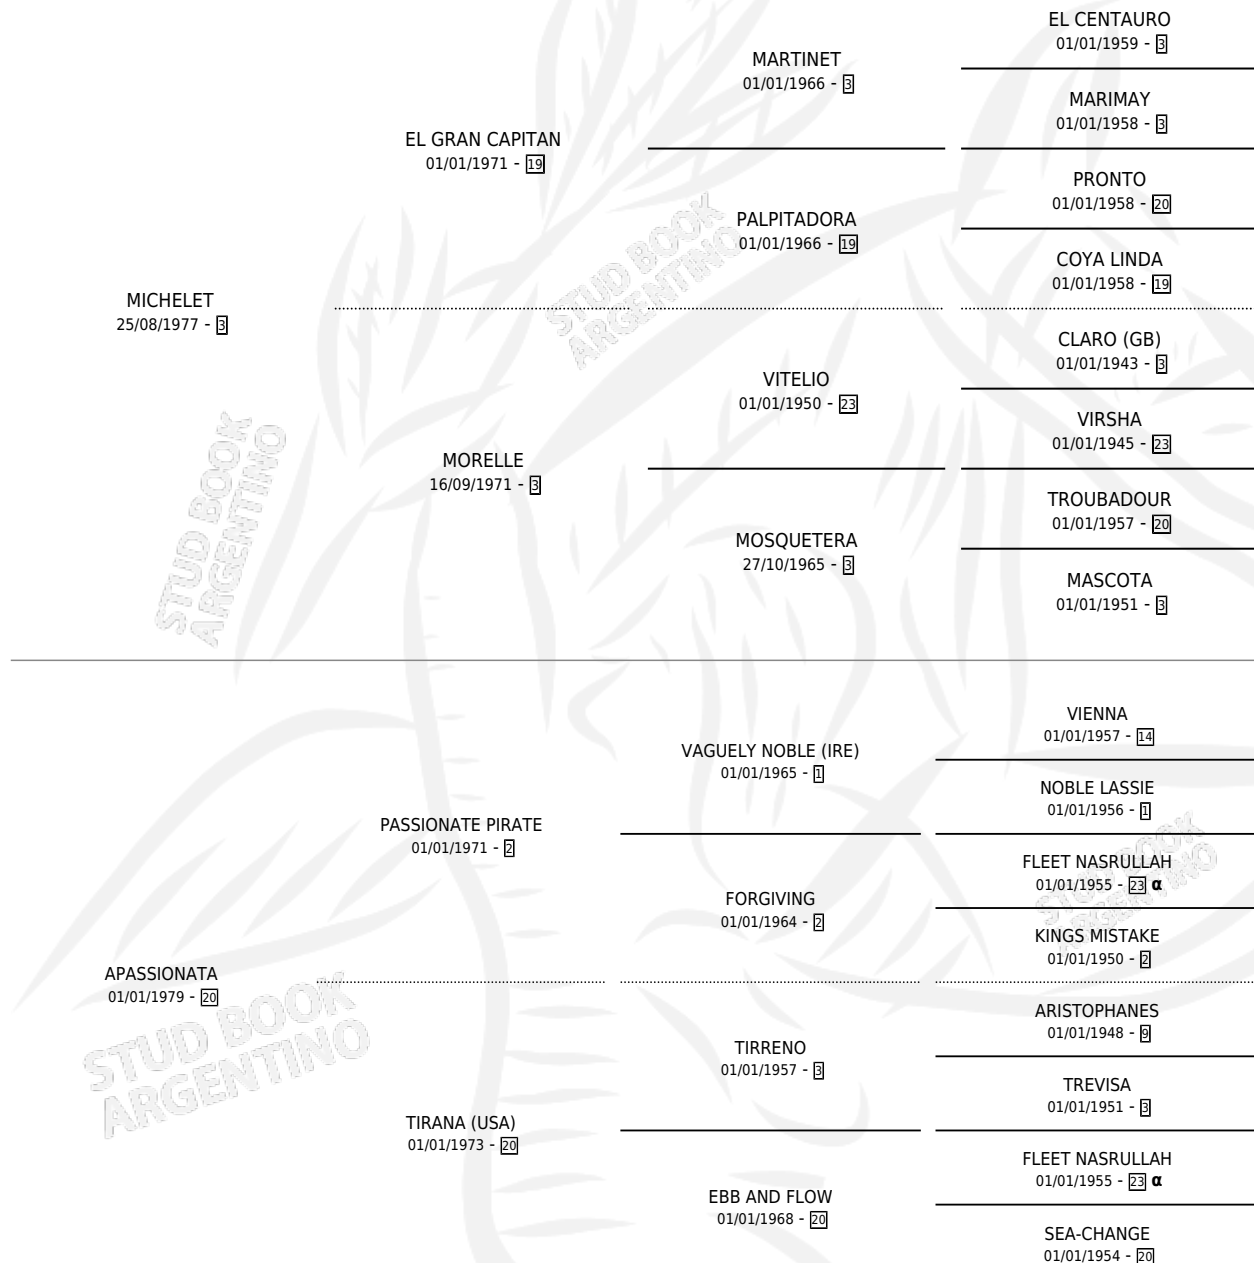 EL CENTAURO
01/01/1959 - 3
MARTINET
01/01/1966 - 3
MARIMAY
01/01/1958 - 3
EL GRAN CAPITAN
01/01/1971 - 19
PRONTO
01/01/1958 - 20
PALPITADORA
01/01/1966 - 19
COYA LINDA
01/01/1958 - 19
STUD BOOK
ARGENTINO
MICHELET
25/08/1977 - 3
CLARO (GB)
01/01/1943 - 3
VITELIO
01/01/1950 - 23
VIRSHA
01/01/1945 - 23
MORELLE
16/09/1971 - 3
TROUBADOUR
01/01/1957 - 20
MOSQUETERA
27/10/1965 - 3
MASCOTA
01/01/1951 - 3
STUD BOOK
ARGENTINO
VIENNA
01/01/1957 - 14
VAGUELY NOBLE (IRE)
01/01/1965 - 1
NOBLE LASSIE
01/01/1956 - 1
PASSIONATE PIRATE
01/01/1971 - 2
FLEET NASRULLAH
01/01/1955 - 23 α
FORGIVING
01/01/1964 - 2
KINGS MISTAKE
01/01/1950 - 2
STUD BOOK
ARGENTINO
APASSIONATA
01/01/1979 - 20
ARISTOPHANES
01/01/1948 - 9
TIRRENO
01/01/1957 - 3
TREVISA
01/01/1951 - 3
STUD BOOK
ARGENTINO
TIRANA (USA)
01/01/1973 - 20
FLEET NASRULLAH
01/01/1955 - 23 α
EBB AND FLOW
01/01/1968 - 20
SEA-CHANGE
01/01/1954 - 20